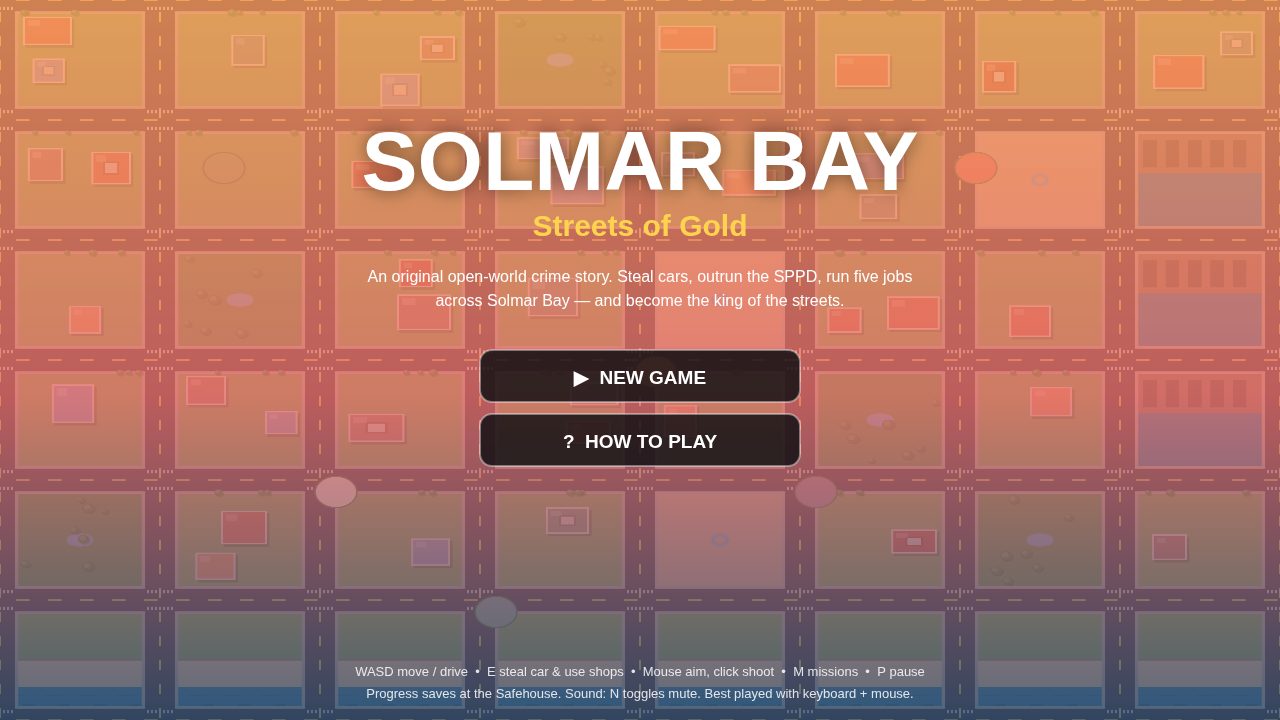 SOLMAR BAY
Streets of Gold
An original open-world crime story. Steal cars, outrun the SPPD, run five jobs
across Solmar Bay — and become the king of the streets.
▶ NEW GAME
? HOW TO PLAY
WASD move / drive • E steal car & use shops • Mouse aim, click shoot • M missions • P pause
Progress saves at the Safehouse. Sound: N toggles mute. Best played with keyboard + mouse.